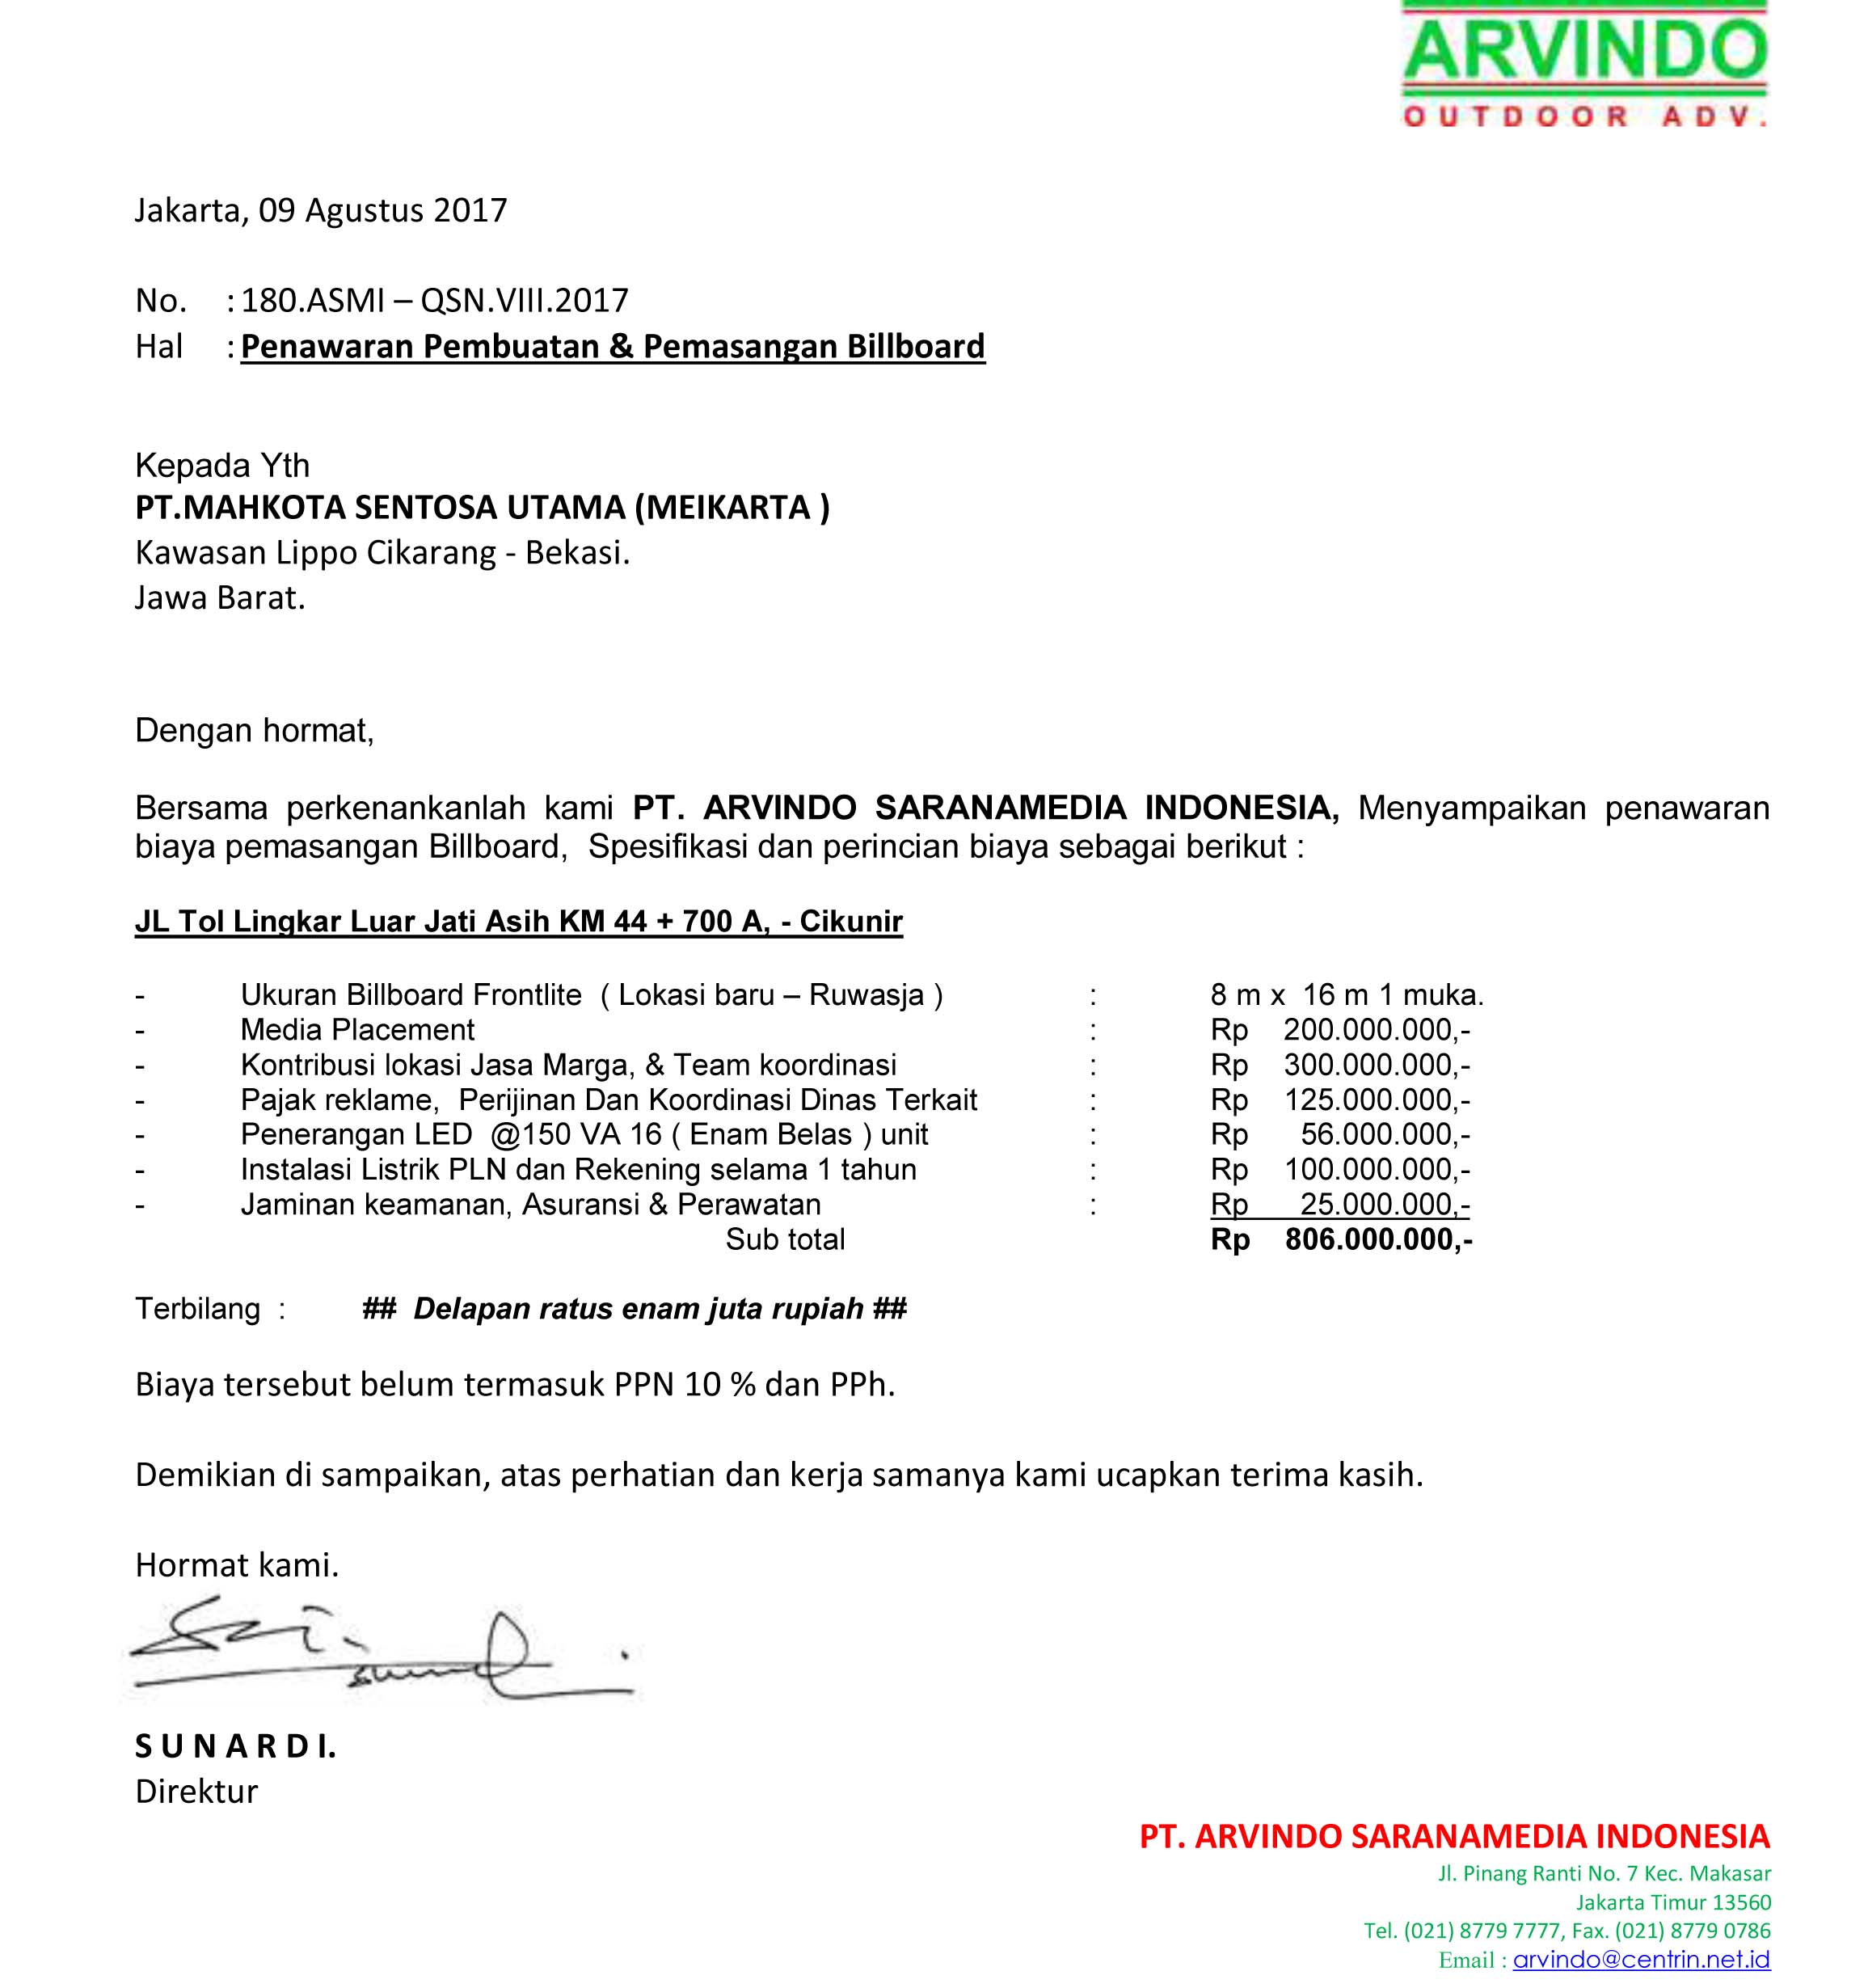 ARVINDO
OUTDOOR ADV.
Jakarta, 09 Agustus 2017
No. : 180.ASMI – QSN.VIII.2017
Hal : Penawaran Pembuatan & Pemasangan Billboard
Kepada Yth
PT.MAHKOTA SENTOSA UTAMA (MEIKARTA )
Kawasan Lippo Cikarang - Bekasi.
Jawa Barat.
Dengan hormat,
Bersama perkenankanlah kami PT. ARVINDO SARANAMEDIA INDONESIA, Menyampaikan penawaran
biaya pemasangan Billboard, Spesifikasi dan perincian biaya sebagai berikut :
JL Tol Lingkar Luar Jati Asih KM 44 + 700 A, - Cikunir
- Ukuran Billboard Frontlite ( Lokasi baru – Ruwasja ) : 8 m x 16 m 1 muka.
- Media Placement : Rp 200.000.000,-
- Kontribusi lokasi Jasa Marga, & Team koordinasi : Rp 300.000.000,-
- Pajak reklame, Perijinan Dan Koordinasi Dinas Terkait : Rp 125.000.000,-
- Penerangan LED @150 VA 16 ( Enam Belas ) unit : Rp 56.000.000,-
- Instalasi Listrik PLN dan Rekening selama 1 tahun : Rp 100.000.000,-
- Jaminan keamanan, Asuransi & Perawatan : Rp 25.000.000,-
Sub total Rp 806.000.000,-
Terbilang : ## Delapan ratus enam juta rupiah ##
Biaya tersebut belum termasuk PPN 10 % dan PPh.
Demikian di sampaikan, atas perhatian dan kerja samanya kami ucapkan terima kasih.
Hormat kami.
S U N A R D I.
Direktur
PT. ARVINDO SARANAMEDIA INDONESIA
Jl. Pinang Ranti No. 7 Kec. Makasar
Jakarta Timur 13560
Tel. (021) 8779 7777, Fax. (021) 8779 0786
Email : arvindo@centrin.net.id